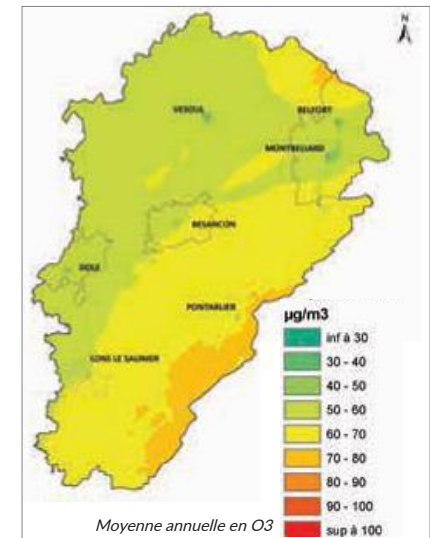 N
VESOUL
BELFORT
MONTBELIARD
BESANCON
DOLE
PONTARLIER
LONS LE SAUNIER
µg/m3
inf à 30
30 - 40
40 - 50
50 - 60
60 - 70
70 - 80
80 - 90
90 - 100
sup à 100
Moyenne annuelle en O3